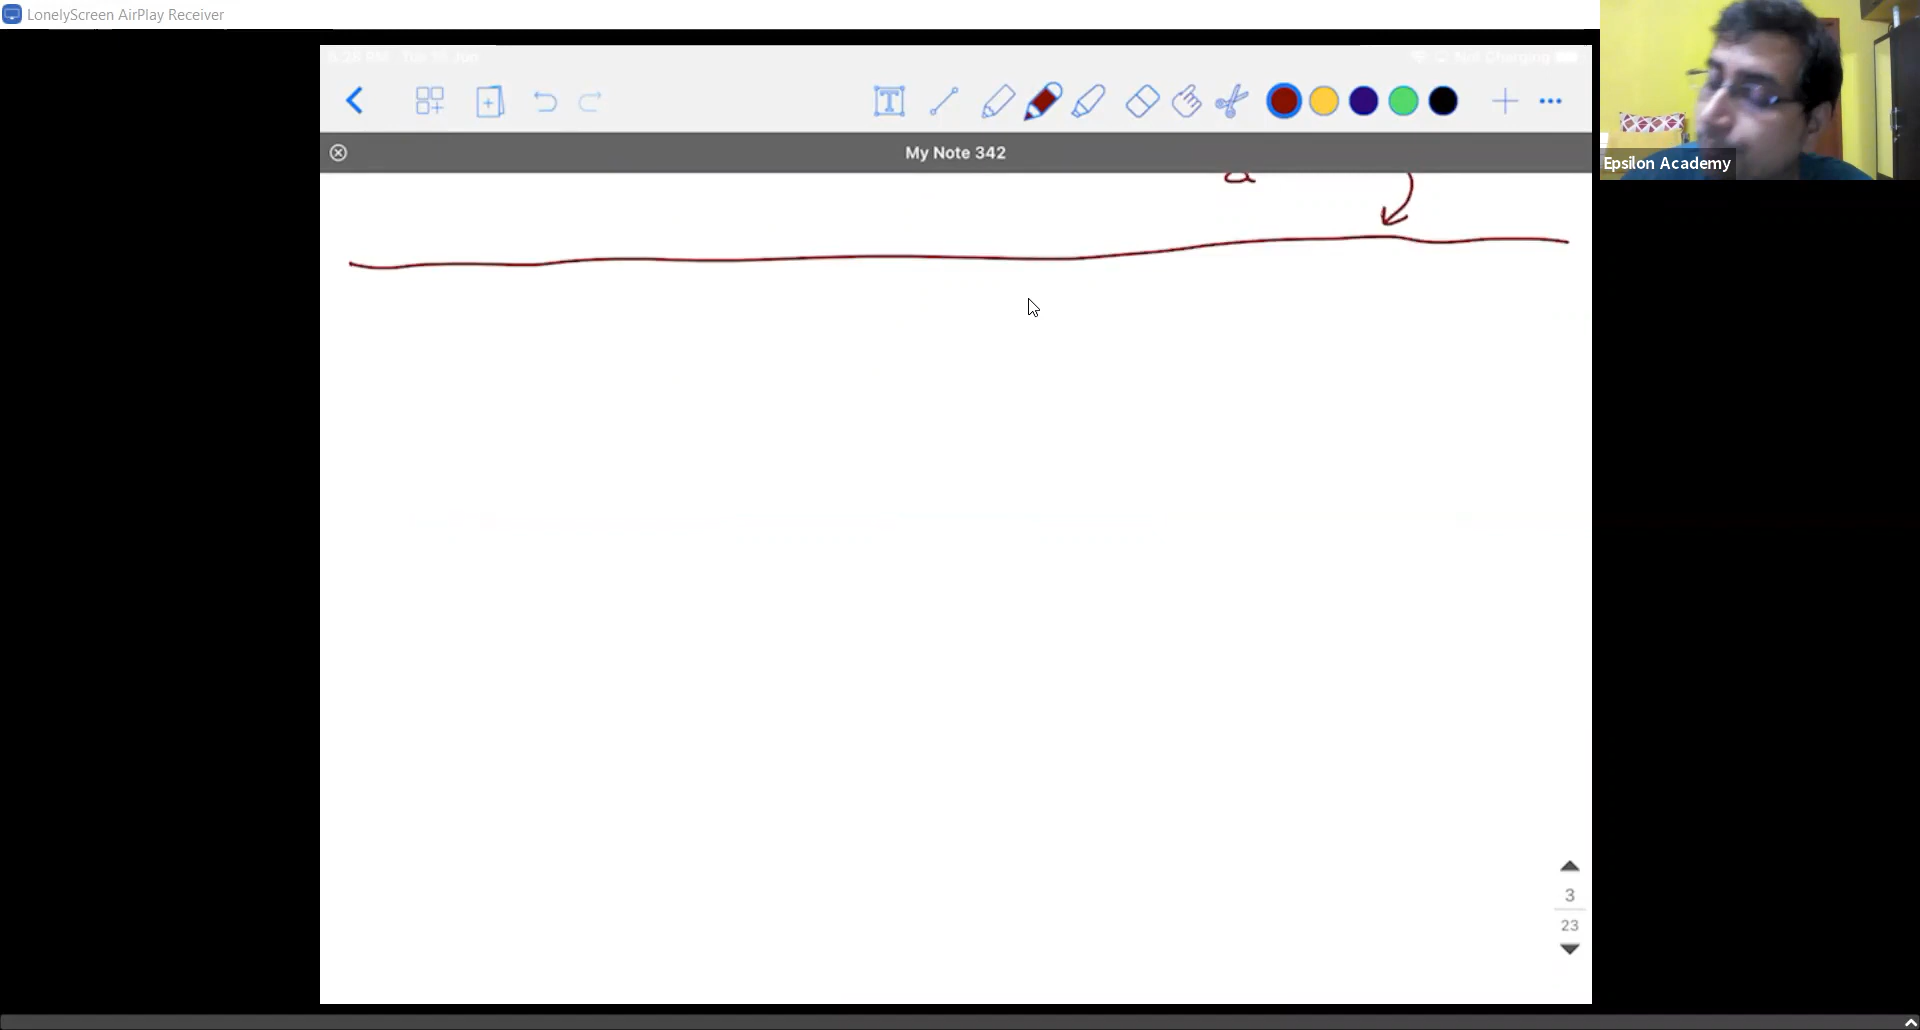 LonelyScreen AirPlay Receiver
My Note 342
Epsilon Academy
a
3
23